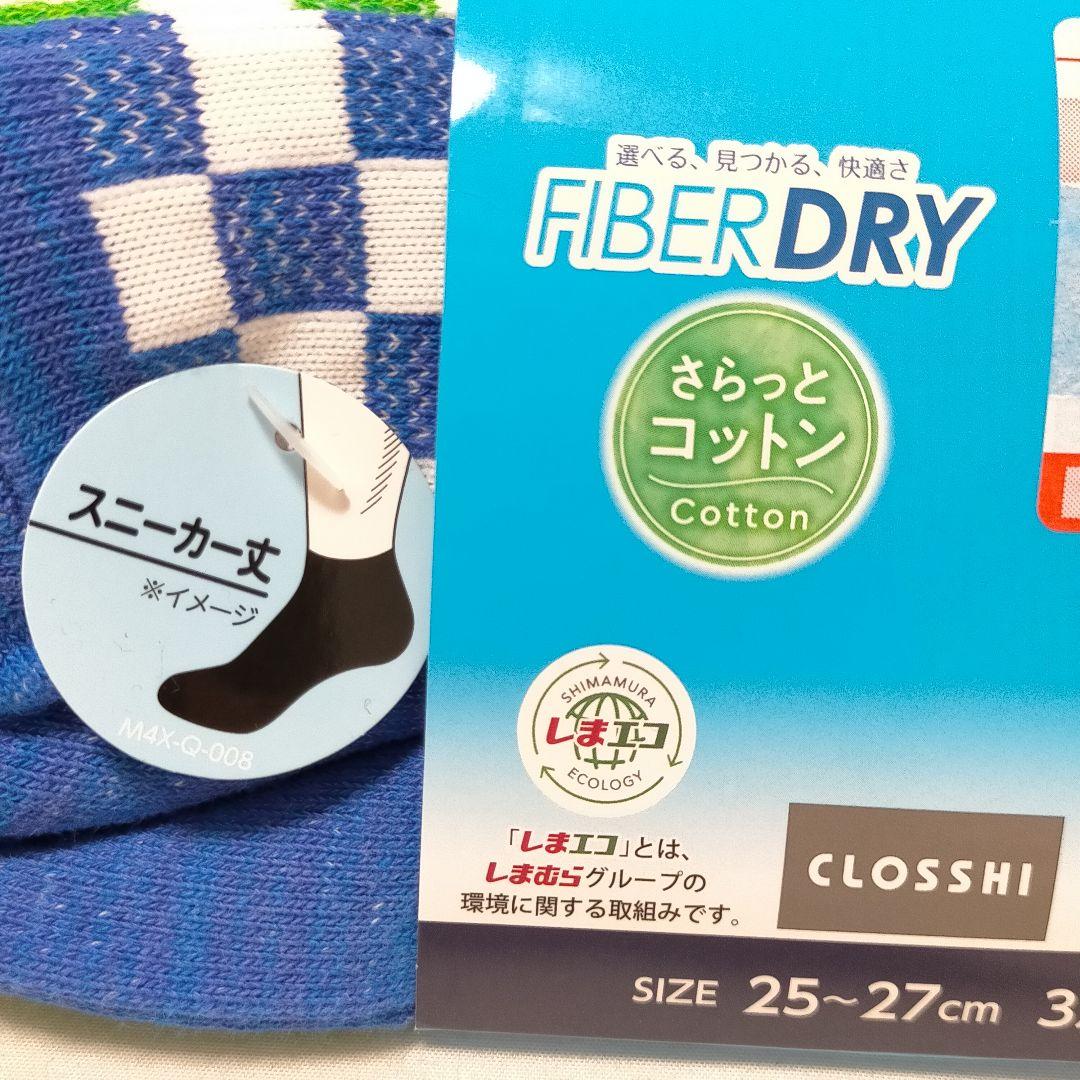 選べる、見つかる、快適さ
FIBERDRY
さらっと
コットン
Cotton
スニーカー丈
※イメージ
M4X-Q-008
SHIMAMURA
しまエコ
ECOLOGY
「しまエコ」とは、
しまむらグループの
環境に関する取組みです。
CLOSSHI
SIZE 25～27cm